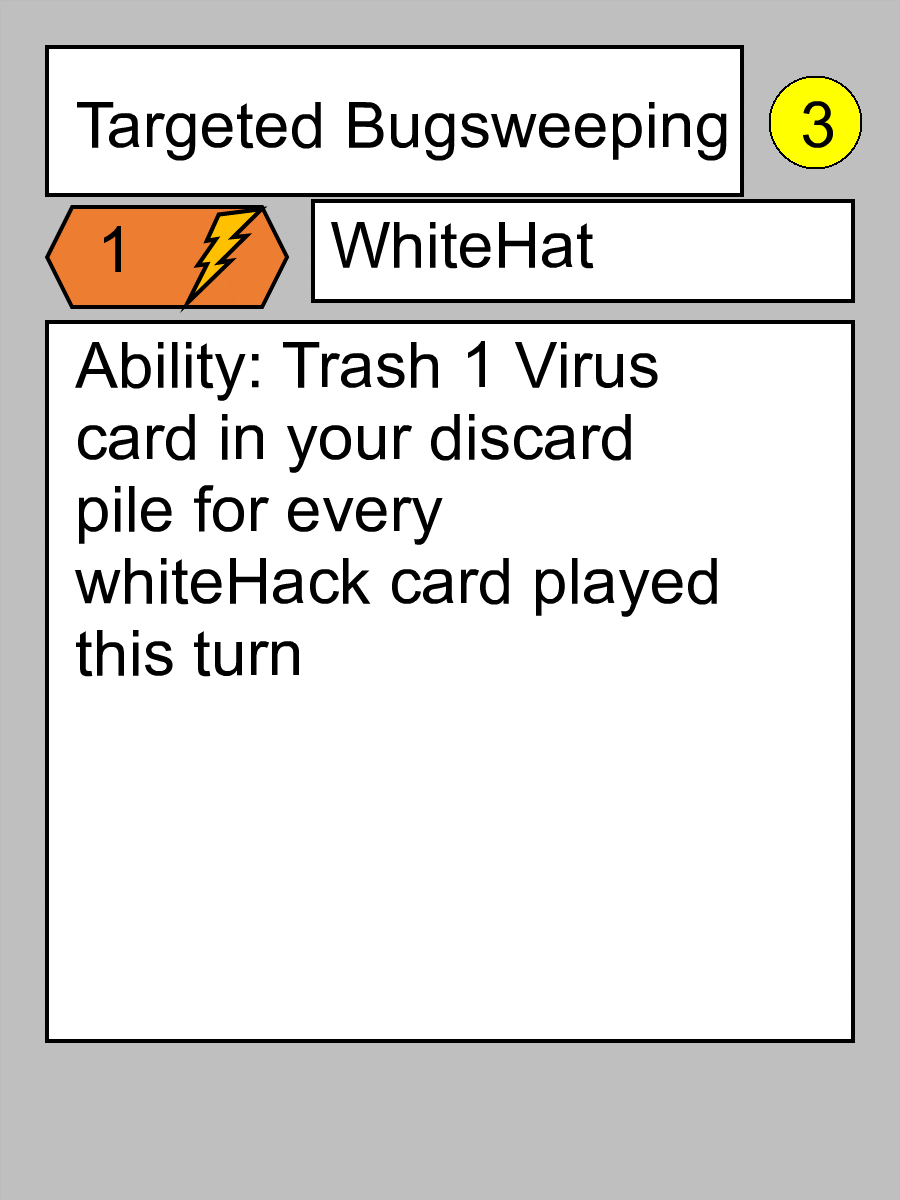 Targeted Bugsweeping
3
1
WhiteHat
Ability: Trash 1 Virus
card in your discard
pile for every
whiteHack card played
this turn